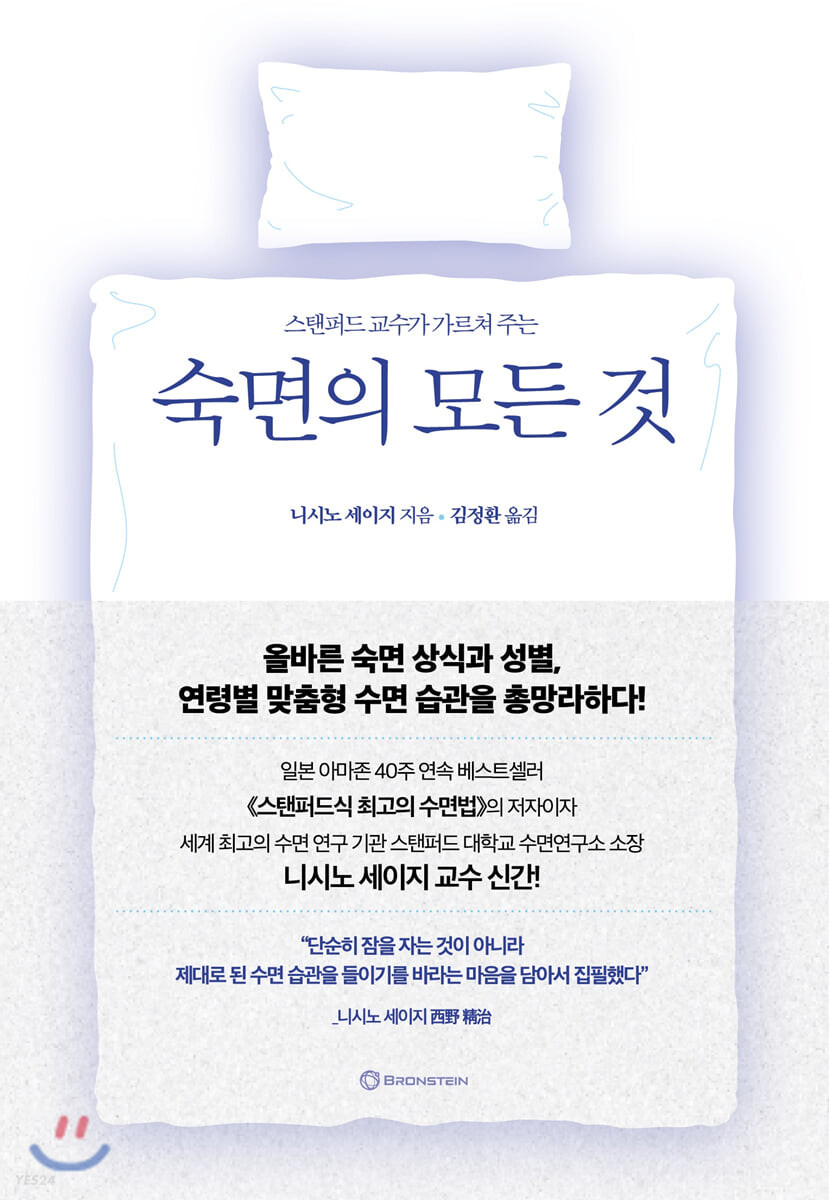 스탠퍼드 교수가 가르쳐 주는
숙면의 모든 것
니시노 세이지 지음 • 김정환 옮김
올바른 숙면 상식과 성별,
연령별 맞춤형 수면 습관을 총망라하다!
일본 아마존 40주 연속 베스트셀러
《스탠퍼드식 최고의 수면법》의 저자이자
세계 최고의 수면 연구 기관 스탠퍼드 대학교 수면연구소 소장
니시노 세이지 교수 신간!
“단순히 잠을 자는 것이 아니라
제대로 된 수면 습관을 들이기를 바라는 마음을 담아서 집필했다”
_니시노 세이지 西野 精治
BRONSTEIN
YES24